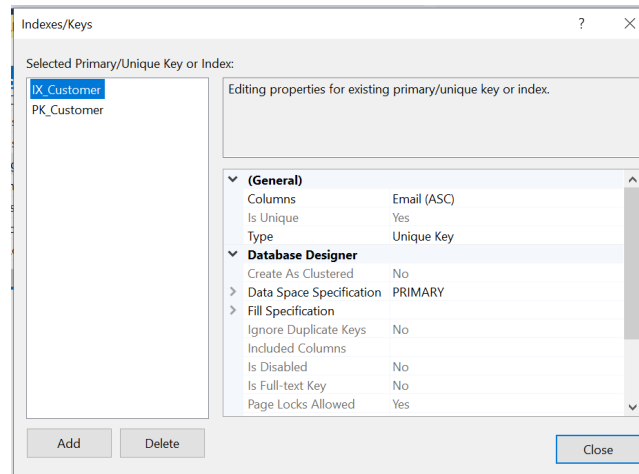 Indexes/Keys
?
Selected Primary/Unique Key or Index:
IX_Customer
PK_Customer
Editing properties for existing primary/unique key or index.
(General)
Columns Email (ASC)
Is Unique Yes
Type Unique Key
Database Designer
Create As Clustered No
Data Space Specification PRIMARY
Fill Specification
Ignore Duplicate Keys No
Included Columns
Is Disabled No
Is Full-text Key No
Page Locks Allowed Yes
Add Delete
Close